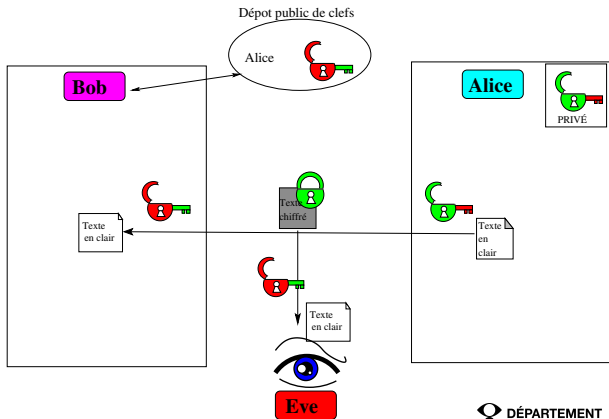 Dépot public de clefs
Alice
Bob
Alice
PRIVÉ
Texte
chiffré
Texte
en clair
Texte
en
clair
Texte
en clair
Eve
DÉPARTEMENT